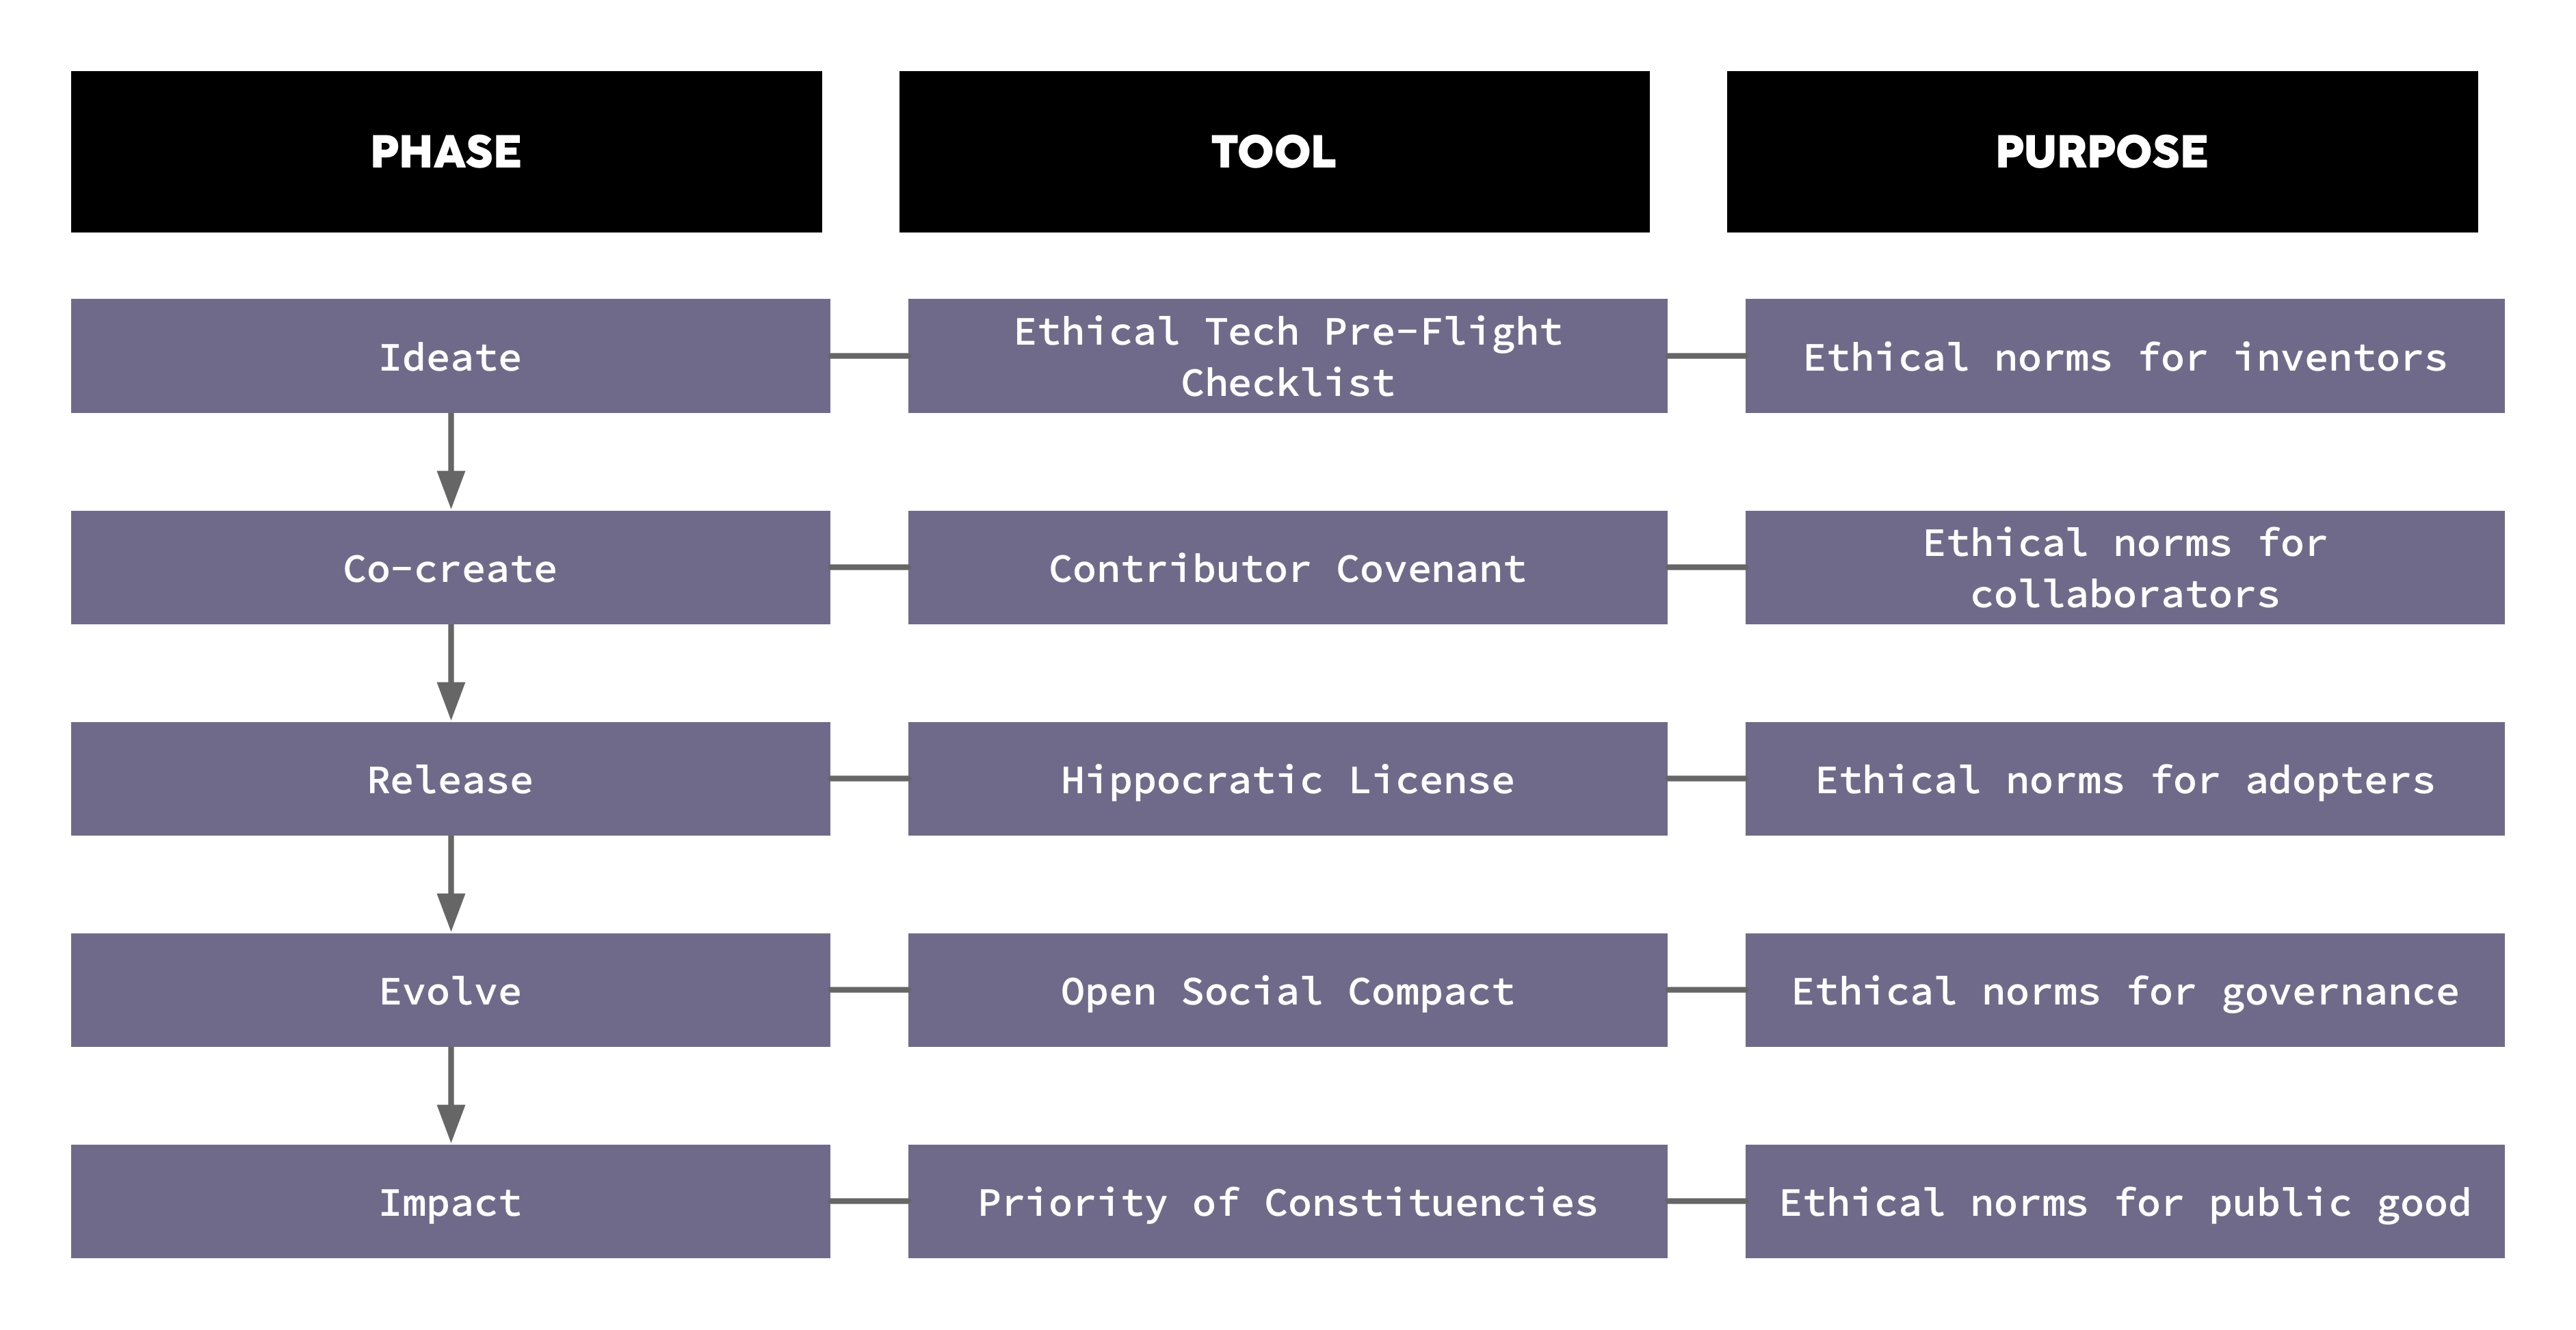 PHASE
TOOL
PURPOSE
Ideate
Ethical Tech Pre-Flight
Checklist
Ethical norms for inventors
Co-create
Contributor Covenant
Ethical norms for
collaborators
Release
Hippocratic License
Ethical norms for adopters
Evolve
Open Social Compact
Ethical norms for governance
Impact
Priority of Constituencies
Ethical norms for public good